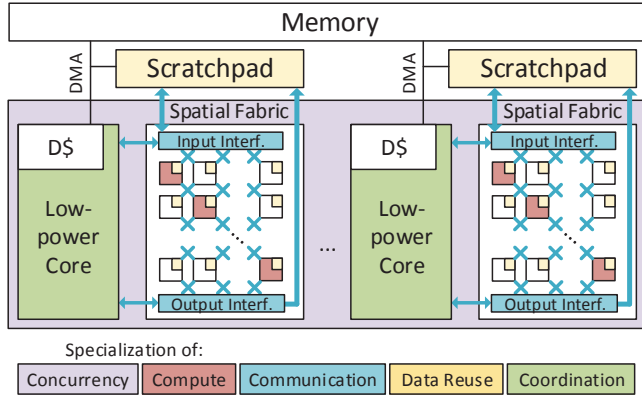 Memory
DMA
Scratchpad
DMA
Scratchpad
Spatial Fabric
Spatial Fabric
D$
Input Interf.
D$
Input Interf.
Low-
power
Core
...
...
Low-
power
Core
...
Output Interf.
Output Interf.
Specialization of:
Concurrency
Compute
Communication
Data Reuse
Coordination